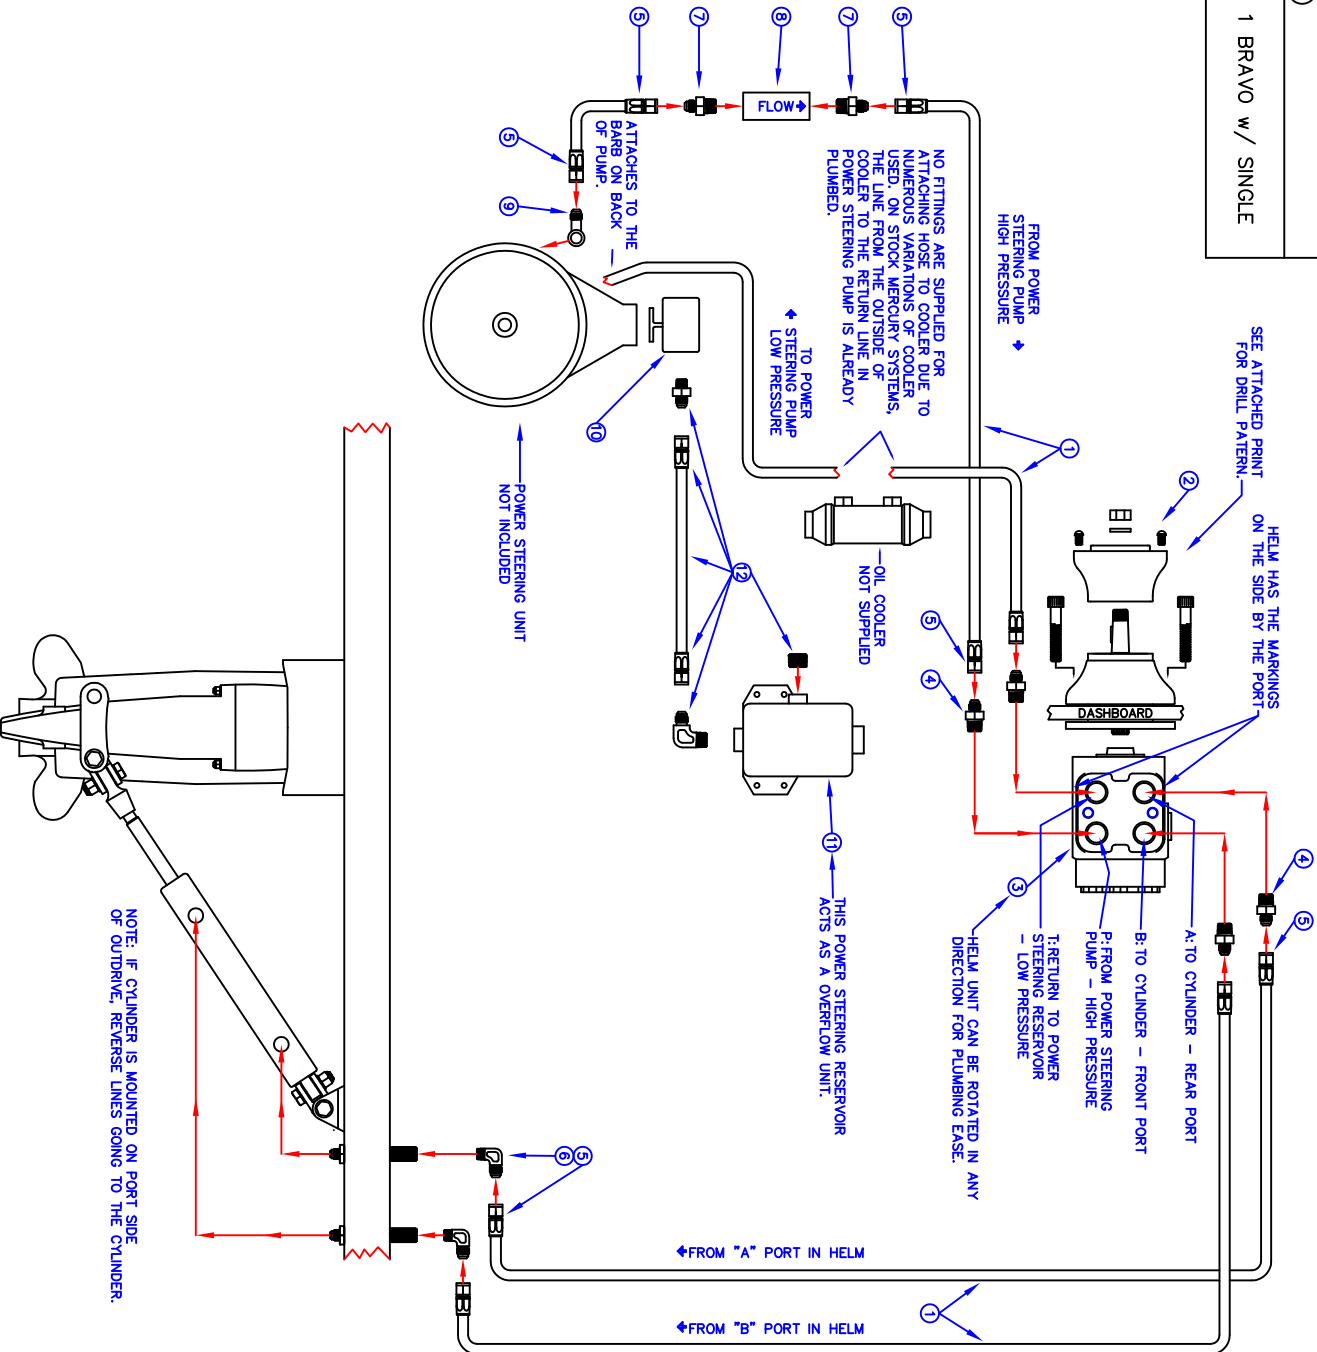 1 BRAVO w/ SINGLE
SEE ATTACHED PRINT
FOR DRILL PATERN.
HELM HAS THE MARKINGS
ON THE SIDE BY THE PORT
2
DASHBOARD
4
5
A: TO CYLINDER – REAR PORT
B: TO CYLINDER – FRONT PORT
P: FROM POWER STEERING
PUMP – HIGH PRESSURE
T: RETURN TO POWER
STEERING RESERVOIR
– LOW PRESSURE
3
HELM UNIT CAN BE ROTATED IN ANY
DIRECTION FOR PLUMBING EASE.
FROM POWER
STEERING PUMP
HIGH PRESSURE
1
5
4
NO FITTINGS ARE SUPPLIED FOR
ATTACHING HOSE TO COOLER DUE TO
NUMEROUS VARIATIONS OF COOLER
USED. ON STOCK MERCURY SYSTEMS,
THE LINE FROM THE OUTSIDE OF
COOLER TO THE RETURN LINE IN
POWER STEERING PUMP IS ALREADY
PLUMBED.
5
7
8
FLOW
7
5
TO POWER
STEERING PUMP
LOW PRESSURE
OIL COOLER
NOT SUPPLIED
THIS POWER STEERING RESERVOIR
ACTS AS A OVERFLOW UNIT.
11
12
10
ATTACHES TO THE
BARB ON BACK
OF PUMP.
5
9
POWER STEERING UNIT
NOT INCLUDED
FROM "A" PORT IN HELM
FROM "B" PORT IN HELM
1
5
6
NOTE: IF CYLINDER IS MOUNTED ON PORT SIDE
OF OUTDRIVE, REVERSE LINES GOING TO THE CYLINDER.